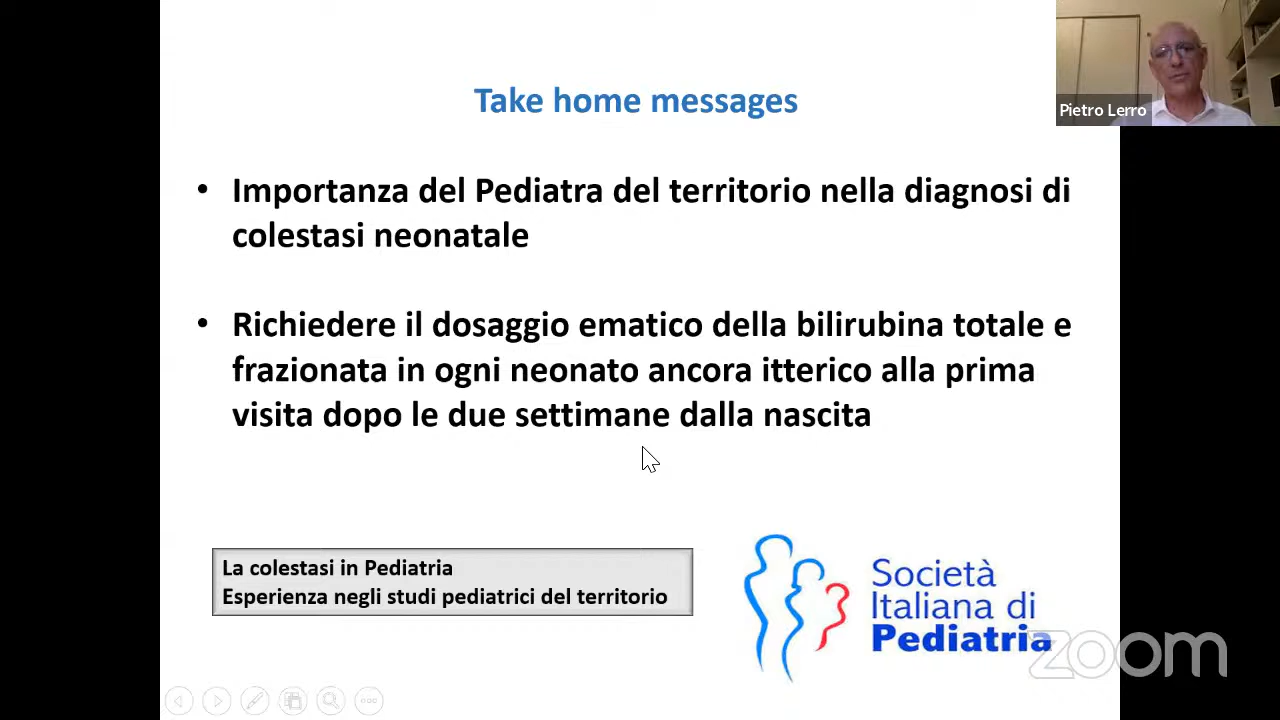 Take home messages
Pietro Lerro
• Importanza del Pediatra del territorio nella diagnosi di
colestasi neonatale
• Richiedere il dosaggio ematico della bilirubina totale e
frazionata in ogni neonato ancora itterico alla prima
visita dopo le due settimane dalla nascita
La colestasi in Pediatria
Esperienza negli studi pediatrici del territorio
Società
Italiana di
Pediatria
zoom